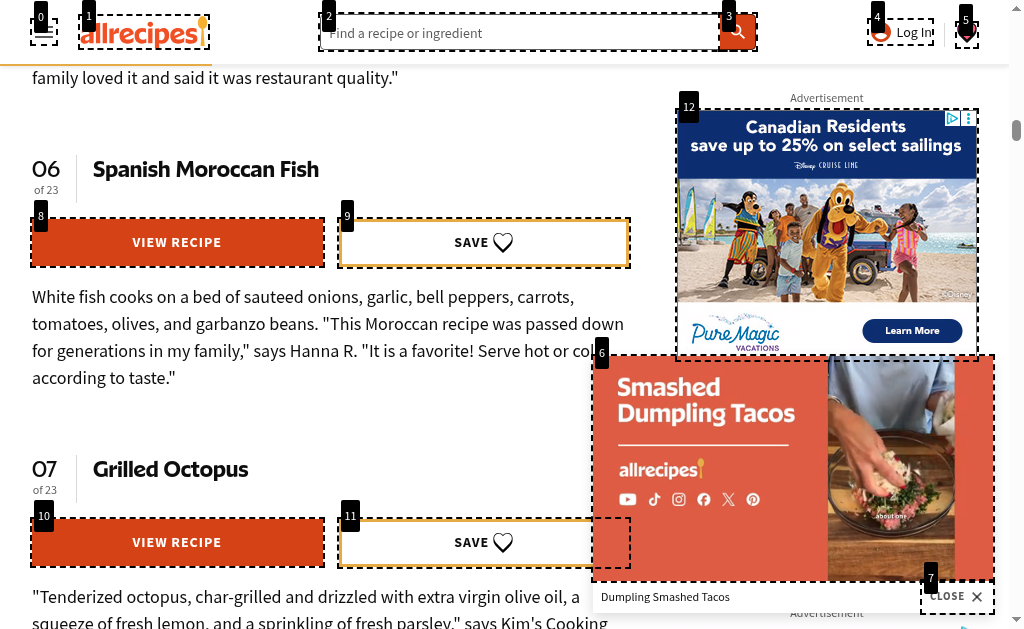 0
1
2
3
4
5
allrecipes
Find a recipe or ingredient
Log In
family loved it and said it was restaurant quality."
Advertisement
12
Canadian Residents
save up to 25% on select sailings
Disney CRUISE LINE
©Disney
Pure Magic
VACATIONS
Learn More
06
of 23
Spanish Moroccan Fish
8
VIEW RECIPE
9
SAVE
White fish cooks on a bed of sauteed onions, garlic, bell peppers, carrots,
tomatoes, olives, and garbanzo beans. "This Moroccan recipe was passed down
for generations in my family," says Hanna R. "It is a favorite! Serve hot or co
according to taste."
6
Smashed
Dumpling Tacos
allrecipes
about one
07
of 23
Grilled Octopus
10
VIEW RECIPE
11
SAVE
7
Dumpling Smashed Tacos
CLOSE
Advertisement
"Tenderized octopus, char-grilled and drizzled with extra virgin olive oil, a
squeeze of fresh lemon, and a sprinkling of fresh parsley," says Kim's Cooking